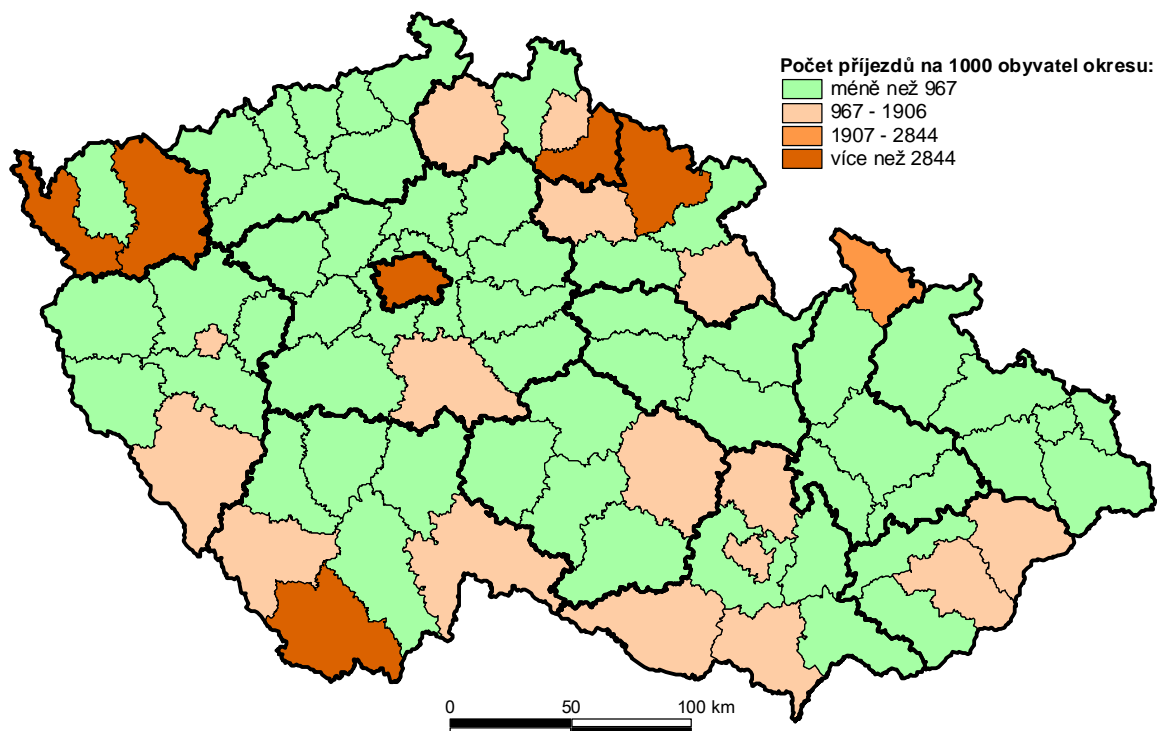 Počet příjezdů na 1000 obyvatel okresu:
méně než 967
967 - 1906
1907 - 2844
více než 2844
0 50 100 km